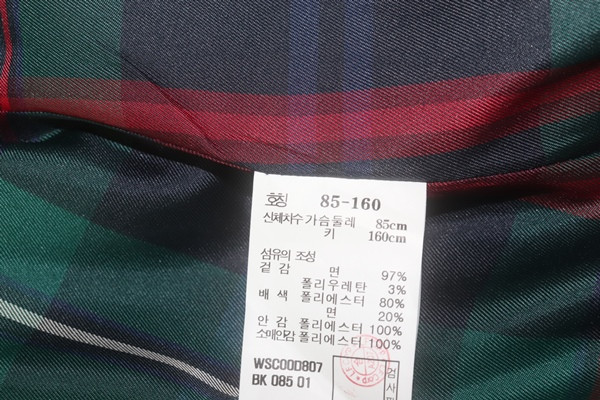 호칭 85-160
신체치수 가슴둘레 85cm
키 160cm
섬유의 조성
겉감 면 97%
폴리우레탄 3%
배색 폴리에스터 80%
면 20%
안감 폴리에스터 100%
소매안감 폴리에스터 100%
WSC00D807
BK 085 01
검
사